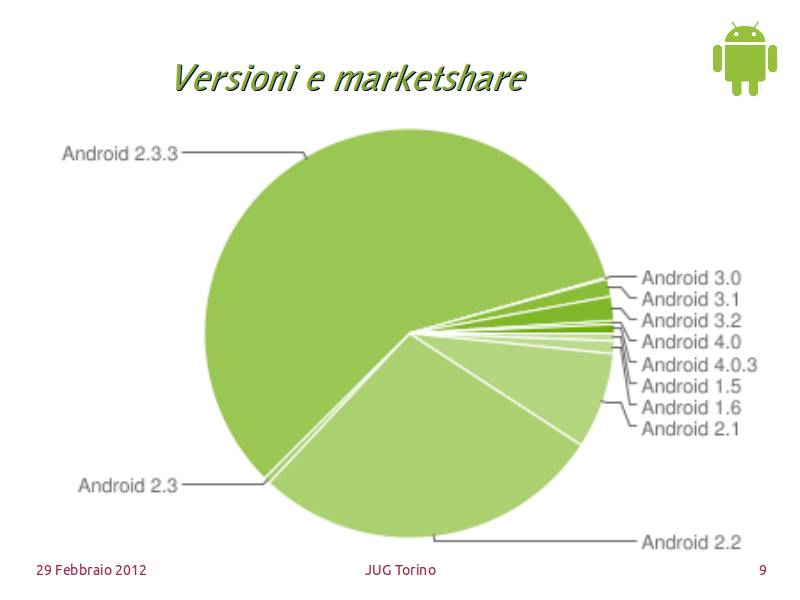 Versioni e marketshare
Android 2.3.3
Android 3.0
Android 3.1
Android 3.2
Android 4.0
Android 4.0.3
Android 1.5
Android 1.6
Android 2.1
Android 2.3
Android 2.2
29 Febbraio 2012
JUG Torino
9